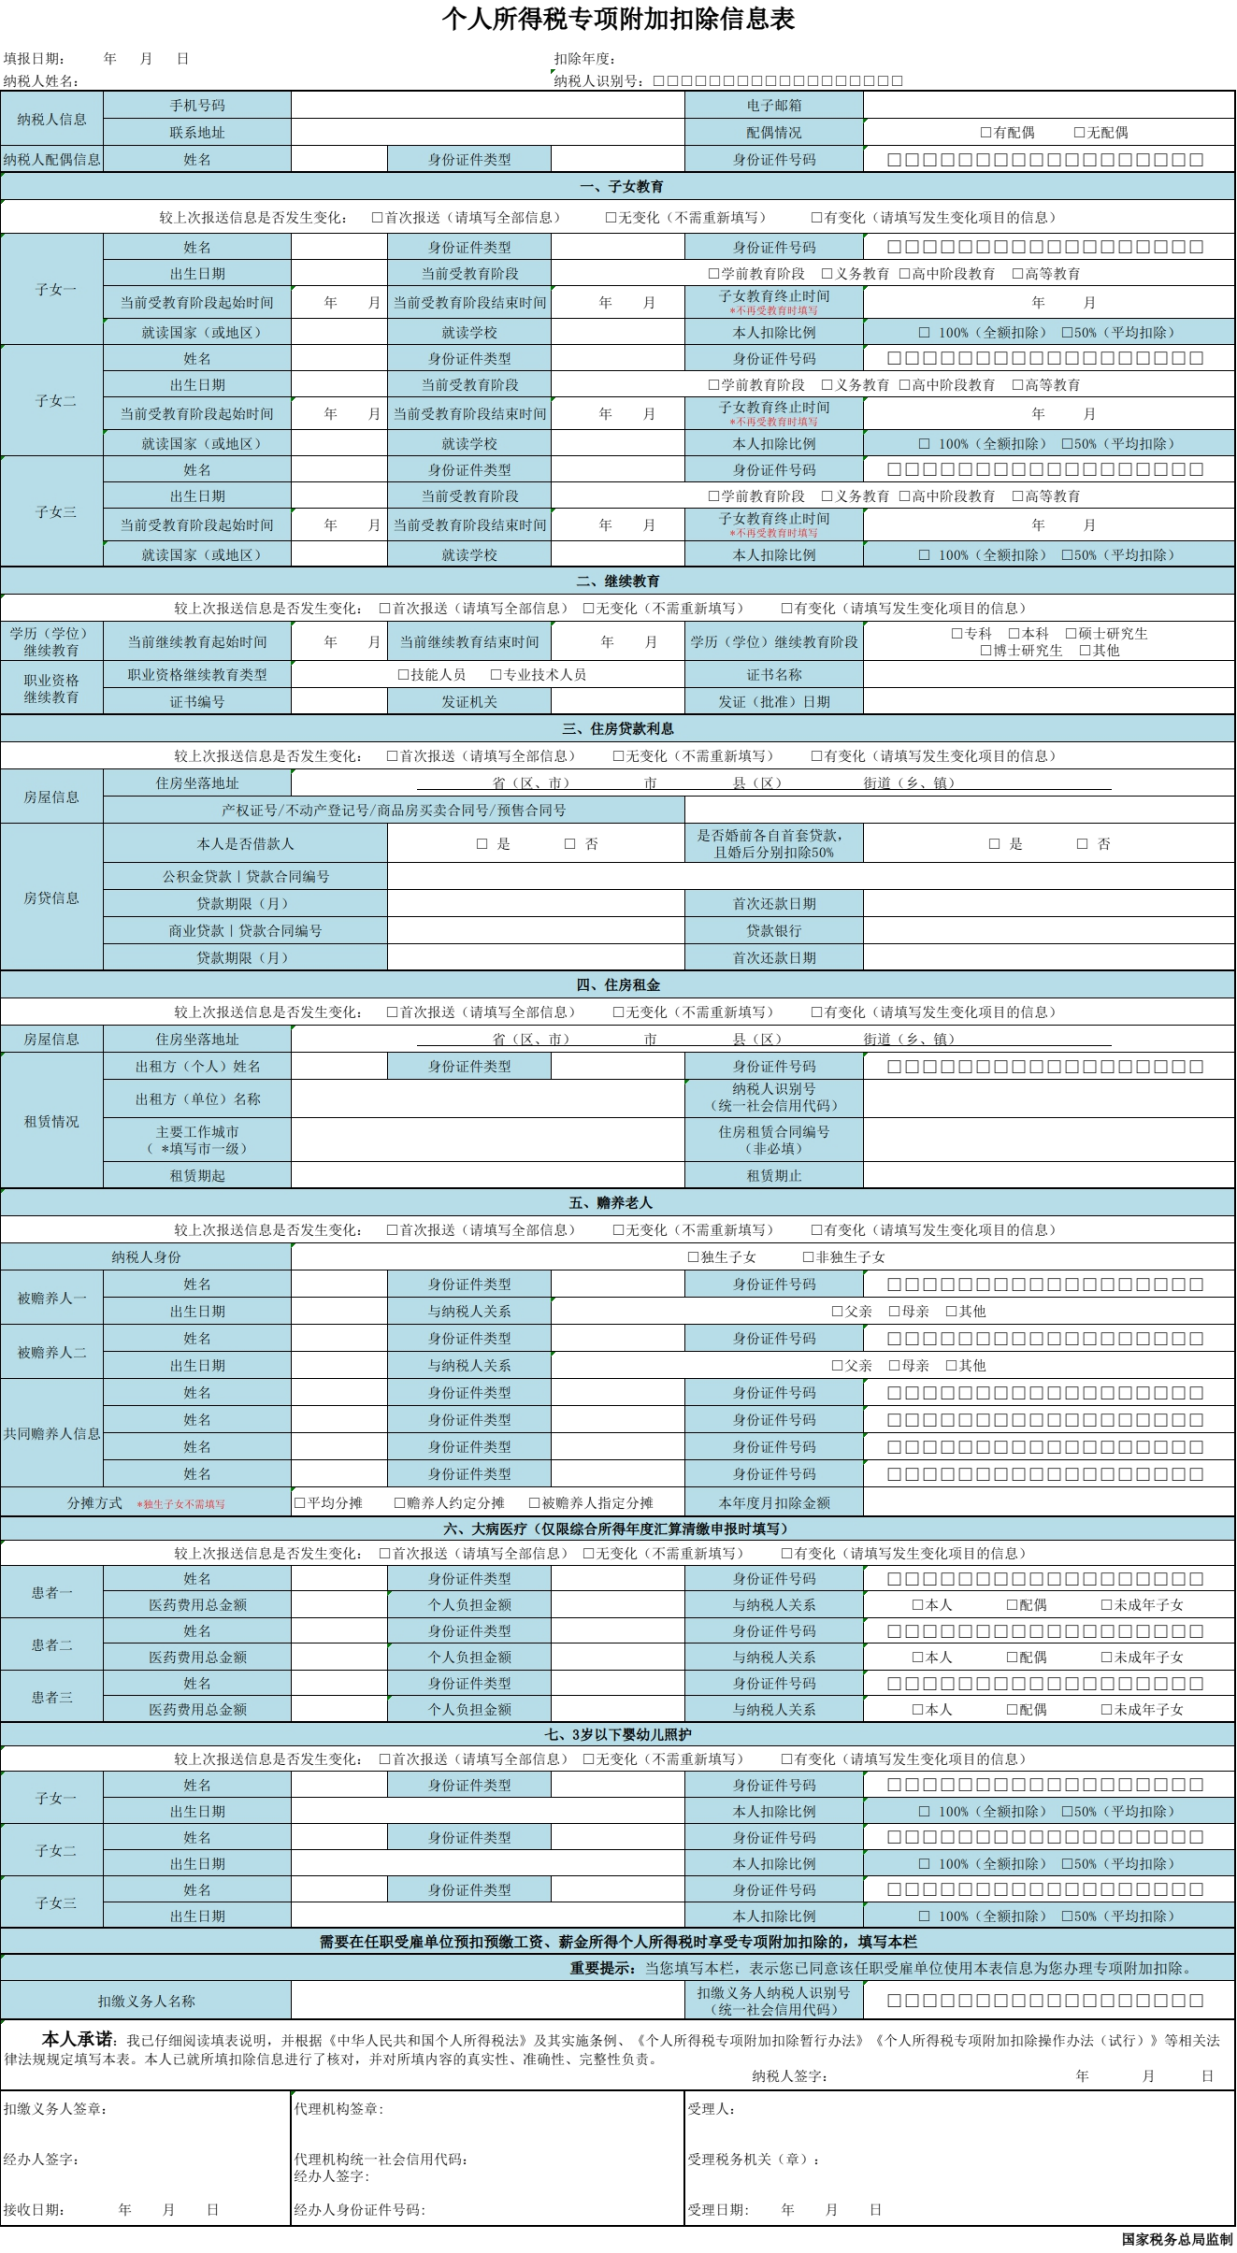 个人所得税专项附加扣除信息表
填报日期： 年 月 日 扣除年度：
纳税人姓名： 纳税人识别号：□□□□□□□□□□□□□□□□□□
纳税人信息 手机号码 电子邮箱
联系地址 配偶情况 □有配偶 □无配偶
纳税人配偶信息 姓名 身份证件类型 身份证件号码 □□□□□□□□□□□□□□□□□□
一、子女教育
较上次报送信息是否发生变化： □首次报送（请填写全部信息） □无变化（不需重新填写） □有变化（请填写发生变化项目的信息）
子女一 姓名 身份证件类型 身份证件号码 □□□□□□□□□□□□□□□□□□
出生日期 当前受教育阶段 □学前教育阶段 □义务教育 □高中阶段教育 □高等教育
当前受教育阶段起始时间 年 月 当前受教育阶段结束时间 年 月 子女教育终止时间 *不再受教育时填写 年 月
就读国家（或地区） 就读学校 本人扣除比例 □ 100%（全额扣除） □50%（平均扣除）
子女二 姓名 身份证件类型 身份证件号码 □□□□□□□□□□□□□□□□□□
出生日期 当前受教育阶段 □学前教育阶段 □义务教育 □高中阶段教育 □高等教育
当前受教育阶段起始时间 年 月 当前受教育阶段结束时间 年 月 子女教育终止时间 *不再受教育时填写 年 月
就读国家（或地区） 就读学校 本人扣除比例 □ 100%（全额扣除） □50%（平均扣除）
子女三 姓名 身份证件类型 身份证件号码 □□□□□□□□□□□□□□□□□□
出生日期 当前受教育阶段 □学前教育阶段 □义务教育 □高中阶段教育 □高等教育
当前受教育阶段起始时间 年 月 当前受教育阶段结束时间 年 月 子女教育终止时间 *不再受教育时填写 年 月
就读国家（或地区） 就读学校 本人扣除比例 □ 100%（全额扣除） □50%（平均扣除）
二、继续教育
较上次报送信息是否发生变化： □首次报送（请填写全部信息） □无变化（不需重新填写） □有变化（请填写发生变化项目的信息）
学历（学位）继续教育 当前继续教育起始时间 年 月 当前继续教育结束时间 年 月 学历（学位）继续教育阶段 □专科 □本科 □硕士研究生 □博士研究生 □其他
职业资格继续教育 职业资格继续教育类型 □技能人员 □专业技术人员 证书名称
证书编号 发证机关 发证（批准）日期
三、住房贷款利息
较上次报送信息是否发生变化： □首次报送（请填写全部信息） □无变化（不需重新填写） □有变化（请填写发生变化项目的信息）
房屋信息 住房坐落地址 省（区、市） 市 县（区） 街道（乡、镇）
产权证号/不动产登记号/商品房买卖合同号/预售合同号
房贷信息 本人是否借款人 □ 是 □ 否 是否婚前各自首套贷款，且婚后分别扣除50% □ 是 □ 否
公积金贷款｜贷款合同编号
贷款期限（月） 首次还款日期
商业贷款｜贷款合同编号 贷款银行
贷款期限（月） 首次还款日期
四、住房租金
较上次报送信息是否发生变化： □首次报送（请填写全部信息） □无变化（不需重新填写） □有变化（请填写发生变化项目的信息）
房屋信息 住房坐落地址 省（区、市） 市 县（区） 街道（乡、镇）
租赁情况 出租方（个人）姓名 身份证件类型 身份证件号码 □□□□□□□□□□□□□□□□□□
出租方（单位）名称 纳税人识别号（统一社会信用代码）
主要工作城市（ *填写市一级） 住房租赁合同编号（非必填）
租赁期起 租赁期止
五、赡养老人
较上次报送信息是否发生变化： □首次报送（请填写全部信息） □无变化（不需重新填写） □有变化（请填写发生变化项目的信息）
纳税人身份 □独生子女 □非独生子女
被赡养人一 姓名 身份证件类型 身份证件号码 □□□□□□□□□□□□□□□□□□
出生日期 与纳税人关系 □父亲 □母亲 □其他
被赡养人二 姓名 身份证件类型 身份证件号码 □□□□□□□□□□□□□□□□□□
出生日期 与纳税人关系 □父亲 □母亲 □其他
共同赡养人信息 姓名 身份证件类型 身份证件号码 □□□□□□□□□□□□□□□□□□
姓名 身份证件类型 身份证件号码 □□□□□□□□□□□□□□□□□□
姓名 身份证件类型 身份证件号码 □□□□□□□□□□□□□□□□□□
姓名 身份证件类型 身份证件号码 □□□□□□□□□□□□□□□□□□
分摊方式 *独生子女不需填写 □平均分摊 □赡养人约定分摊 □被赡养人指定分摊 本年度月扣除金额
六、大病医疗（仅限综合所得年度汇算清缴申报时填写）
较上次报送信息是否发生变化： □首次报送（请填写全部信息） □无变化（不需重新填写） □有变化（请填写发生变化项目的信息）
患者一 姓名 身份证件类型 身份证件号码 □□□□□□□□□□□□□□□□□□
医药费用总金额 个人负担金额 与纳税人关系 □本人 □配偶 □未成年子女
患者二 姓名 身份证件类型 身份证件号码 □□□□□□□□□□□□□□□□□□
医药费用总金额 个人负担金额 与纳税人关系 □本人 □配偶 □未成年子女
患者三 姓名 身份证件类型 身份证件号码 □□□□□□□□□□□□□□□□□□
医药费用总金额 个人负担金额 与纳税人关系 □本人 □配偶 □未成年子女
七、3岁以下婴幼儿照护
较上次报送信息是否发生变化： □首次报送（请填写全部信息） □无变化（不需重新填写） □有变化（请填写发生变化项目的信息）
子女一 姓名 身份证件类型 身份证件号码 □□□□□□□□□□□□□□□□□□
出生日期 本人扣除比例 □ 100%（全额扣除） □50%（平均扣除）
子女二 姓名 身份证件类型 身份证件号码 □□□□□□□□□□□□□□□□□□
出生日期 本人扣除比例 □ 100%（全额扣除） □50%（平均扣除）
子女三 姓名 身份证件类型 身份证件号码 □□□□□□□□□□□□□□□□□□
出生日期 本人扣除比例 □ 100%（全额扣除） □50%（平均扣除）
需要在任职受雇单位预扣预缴工资、薪金所得个人所得税时享受专项附加扣除的，填写本栏
重要提示：当您填写本栏，表示您已同意该任职受雇单位使用本表信息为您办理专项附加扣除。
扣缴义务人名称 扣缴义务人纳税人识别号（统一社会信用代码） □□□□□□□□□□□□□□□□□□
本人承诺：我已仔细阅读填表说明，并根据《中华人民共和国个人所得税法》及其实施条例、《个人所得税专项附加扣除暂行办法》《个人所得税专项附加扣除操作办法（试行）》等相关法
律法规规定填写本表。本人已就所填扣除信息进行了核对，并对所填内容的真实性、准确性、完整性负责。
纳税人签字： 年 月 日
扣缴义务人签章： 代理机构签章： 受理人：
经办人签字： 代理机构统一社会信用代码： 受理税务机关（章）：
经办人签字：
接收日期： 年 月 日 经办人身份证件号码： 受理日期： 年 月 日
国家税务总局监制